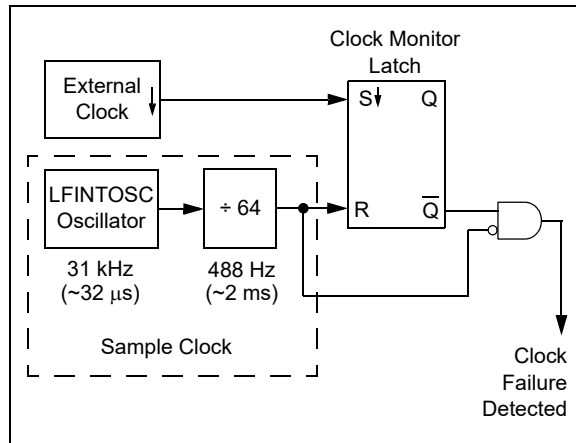 Clock Monitor
Latch
External
Clock
S
Q
LFINTOSC
Oscillator
÷ 64
R
Q̅
31 kHz
(~32 μs)
488 Hz
(~2 ms)
Sample Clock
Clock
Failure
Detected